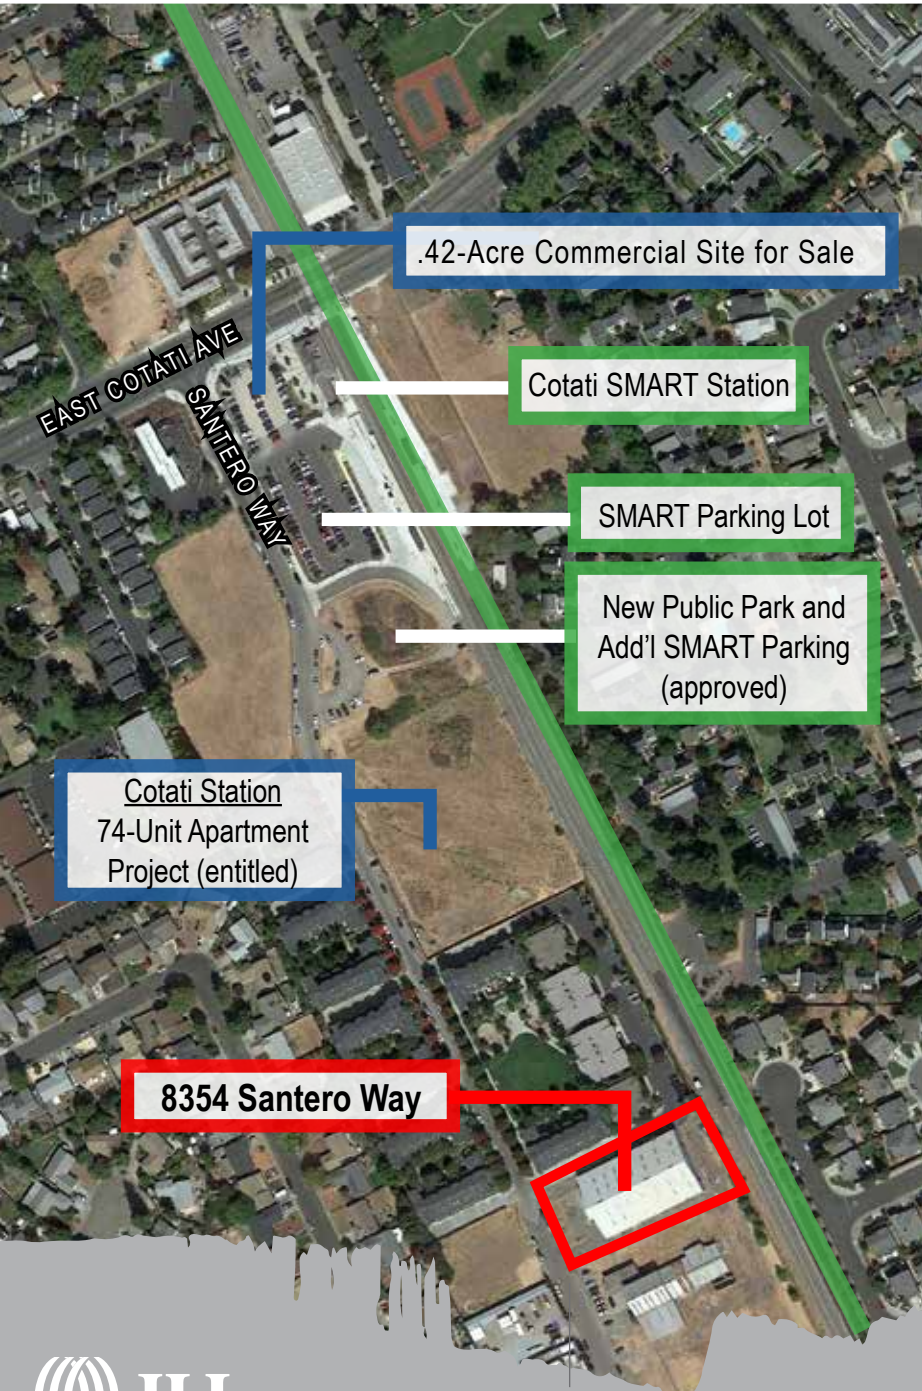 .42-Acre Commercial Site for Sale
EAST COTATI AVE
Cotati SMART Station
SANTERO WAY
SMART Parking Lot
New Public Park and
Add'l SMART Parking
(approved)
Cotati Station
74-Unit Apartment
Project (entitled)
8354 Santero Way